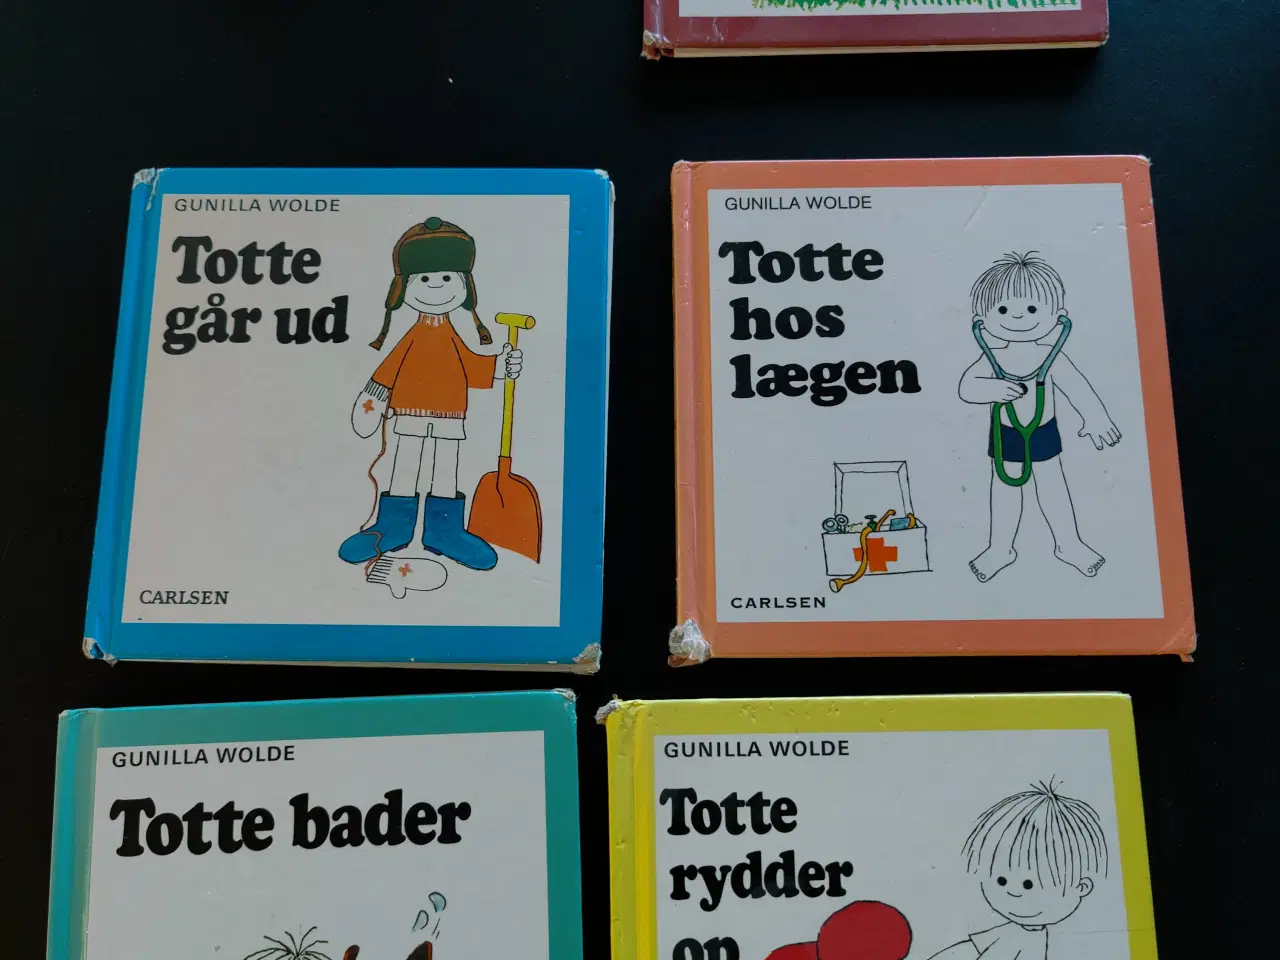 GUNILLA WOLDE
Totte
går ud
CARLSEN
GUNILLA WOLDE
Totte
hos
lægen
CARLSEN
GUNILLA WOLDE
Totte bader
GUNILLA WOLDE
Totte
rydder
op